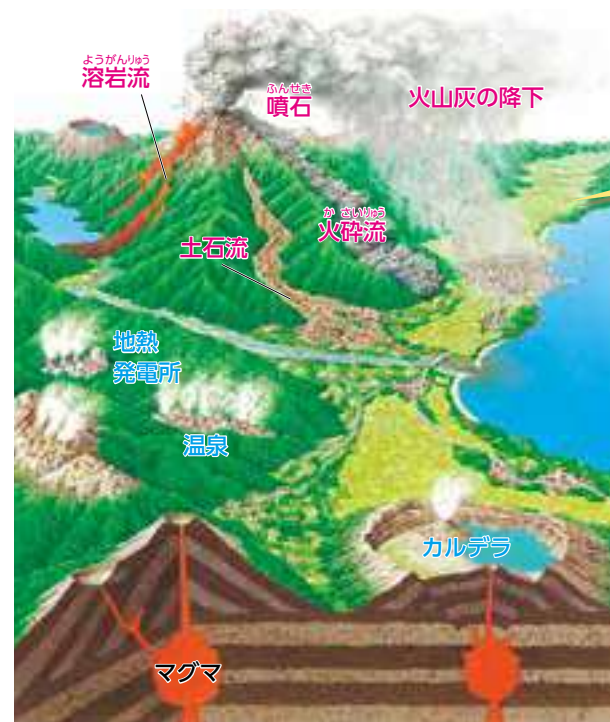 ようがんりゅう
溶岩流
ふんせき
噴石
火山灰の降下
かさいりゅう
火砕流
土石流
地熱
発電所
温泉
カルデラ
マグマ